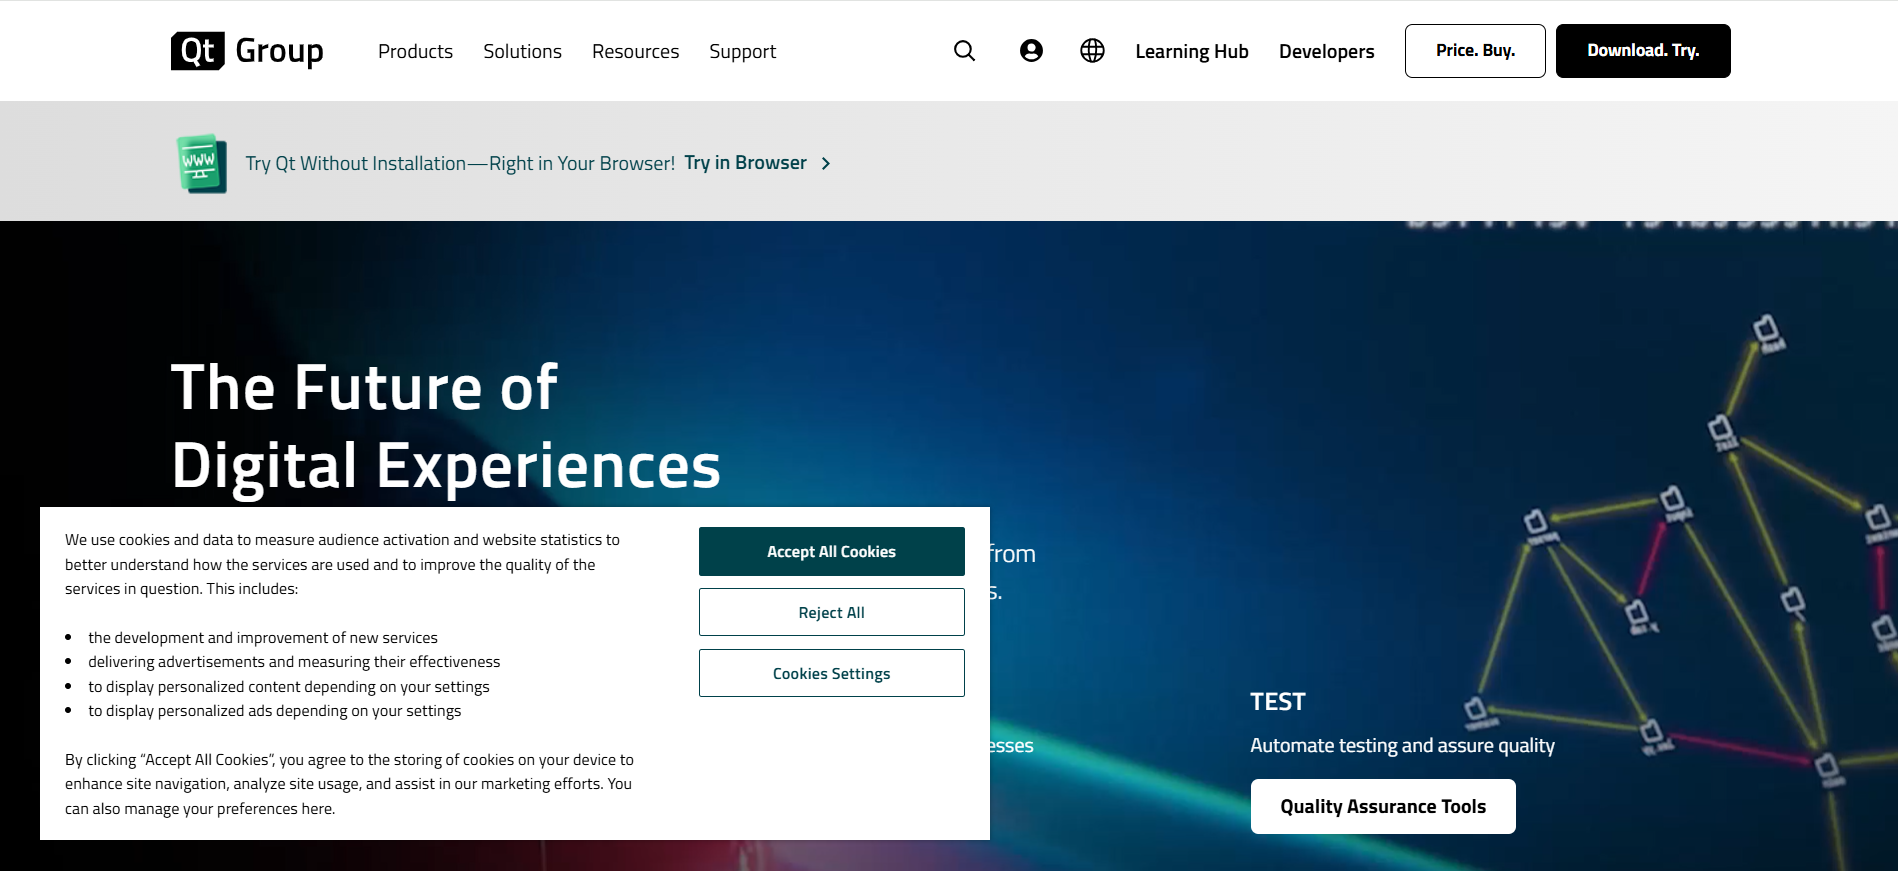 Qt Group
Products
Solutions
Resources
Support
Learning Hub
Developers
Price. Buy.
Download. Try.
WWW
Try Qt Without Installation—Right in Your Browser! Try in Browser
The Future of
Digital Experiences
We use cookies and data to measure audience activation and website statistics to
better understand how the services are used and to improve the quality of the
services in question. This includes:
the development and improvement of new services
delivering advertisements and measuring their effectiveness
to display personalized content depending on your settings
to display personalized ads depending on your settings
By clicking “Accept All Cookies”, you agree to the storing of cookies on your device to
enhance site navigation, analyze site usage, and assist in our marketing efforts. You
can also manage your preferences here.
Accept All Cookies
Reject All
Cookies Settings
from
s.
esses
TEST
Automate testing and assure quality
Quality Assurance Tools